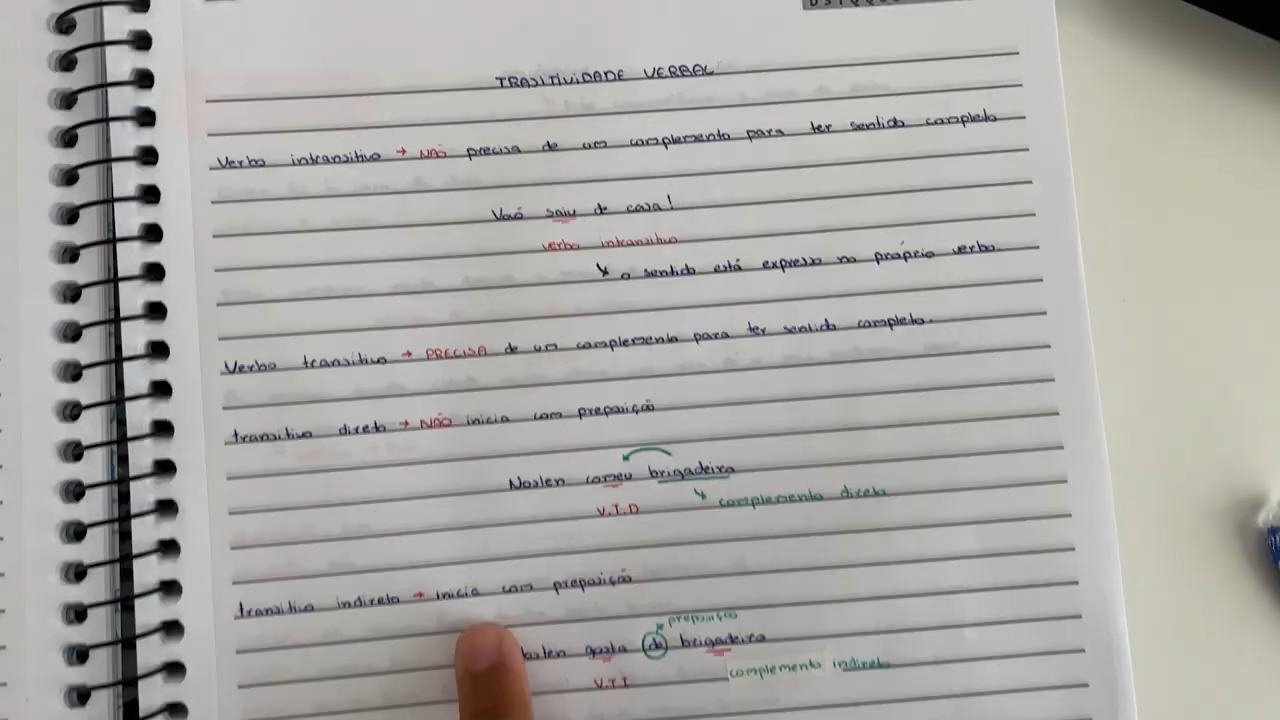 TRASITIVIDADE VERBAL
Verbo intransitivo → NÃO precisa de um complemento para ter sentido completo
Vovó saiu de casa!
verbo intransitivo
↳ o sentido está expresso no próprio verbo
Verbo transitivo → PRECISA de um complemento para ter sentido completo.
transitivo direto → NÃO inicia com preposição
Noslen comeu brigadeiro
V.T.D ↳ complemento direto
transitivo indireto → inicia com preposição
preposição
gosta de brigadeiro
V.T.I complemento indireto